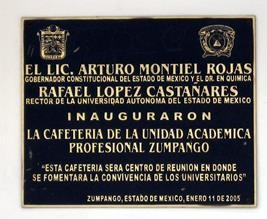 EL LIC. ARTURO MONTIEL ROJAS
GOBERNADOR CONSTITUCIONAL DEL ESTADO DE MEXICO Y EL DR. EN QUIMICA
RAFAEL LOPEZ CASTAÑARES
RECTOR DE LA UNIVERSIDAD AUTONOMA DEL ESTADO DE MEXICO
INAUGURARON
LA CAFETERIA DE LA UNIDAD ACADEMICA
PROFESIONAL ZUMPANGO
"ESTA CAFETERIA SERA CENTRO DE REUNION EN DONDE
SE FOMENTARA LA CONVIVENCIA DE LOS UNIVERSITARIOS"
ZUMPANGO, ESTADO DE MEXICO, ENERO 11 DE 2005